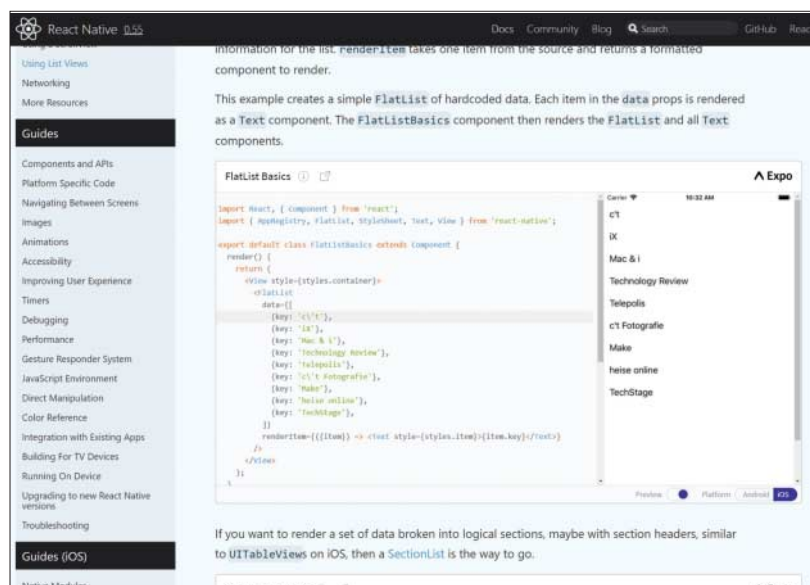 React Native 0.55
Docs Community Blog Search GitHub
Using List Views
Networking
More Resources
Guides
Components and APIs
Platform Specific Code
Navigating Between Screens
Images
Animations
Accessibility
Improving User Experience
Timers
Debugging
Performance
Gesture Responder System
JavaScript Environment
Direct Manipulation
Color Reference
Integration with Existing Apps
Building For TV Devices
Running On Device
Upgrading to new React Native
versions
Troubleshooting
Guides (iOS)
information for the list. renderItem takes one item from the source and returns a formatted
component to render.
This example creates a simple FlatList of hardcoded data. Each item in the data props is rendered
as a Text component. The FlatListBasics component then renders the FlatList and all Text
components.
FlatList Basics
Expo
import React, { Component } from 'react';
import { AppRegistry, FlatList, StyleSheet, Text, View } from 'react-native';
export default class FlatListBasics extends Component {
render() {
return (
<View style={styles.container}>
<FlatList
data={[
{key: 'c\'t'},
{key: 'iX'},
{key: 'Mac & i'},
{key: 'Technology Review'},
{key: 'Telepolis'},
{key: 'c\'t Fotografie'},
{key: 'Make'},
{key: 'heise online'},
{key: 'TechStage'},
]}
renderItem={({item}) => <Text style={styles.item}>{item.key}</Text>}
/>
</View>
);
}
Carrier 10:32 AM
c't
iX
Mac & i
Technology Review
Telepolis
c't Fotografie
Make
heise online
TechStage
Preview Platform Android iOS
If you want to render a set of data broken into logical sections, maybe with section headers, similar
to UITableViews on iOS, then a SectionList is the way to go.